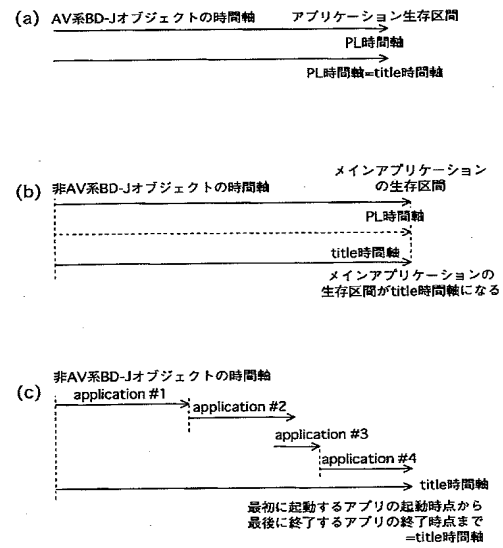 (a) AV系BD-Jオブジェクトの時間軸 アプリケーション生存区間
PL時間軸
PL時間軸=title時間軸
(b) 非AV系BD-Jオブジェクトの時間軸
メインアプリケーション
の生存区間
PL時間軸
title時間軸
メインアプリケーションの
生存区間がtitle時間軸になる
(c) 非AV系BD-Jオブジェクトの時間軸
application #1
application #2
application #3
application #4
title時間軸
最初に起動するアプリの起動時点から
最後に終了するアプリの終了時点まで
=title時間軸